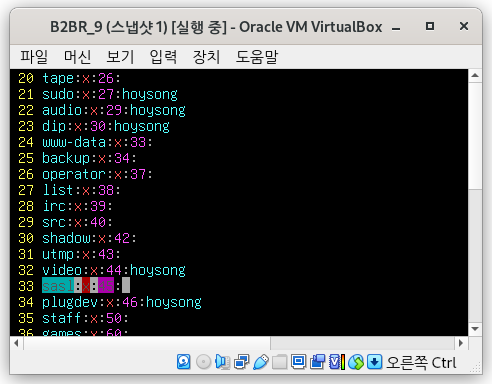 B2BR_9 (스냅샷 1) [실행 중] - Oracle VM VirtualBox
파일 머신 보기 입력 장치 도움말
20 tape:x:26:
21 sudo:x:27:hoysong
22 audio:x:29:hoysong
23 dip:x:30:hoysong
24 www-data:x:33:
25 backup:x:34:
26 operator:x:37:
27 list:x:38:
28 irc:x:39:
29 src:x:40:
30 shadow:x:42:
31 utmp:x:43:
32 video:x:44:hoysong
33 sasl:x:45:
34 plugdev:x:46:hoysong
35 staff:x:50:
36 games:x:60:
오른쪽 Ctrl